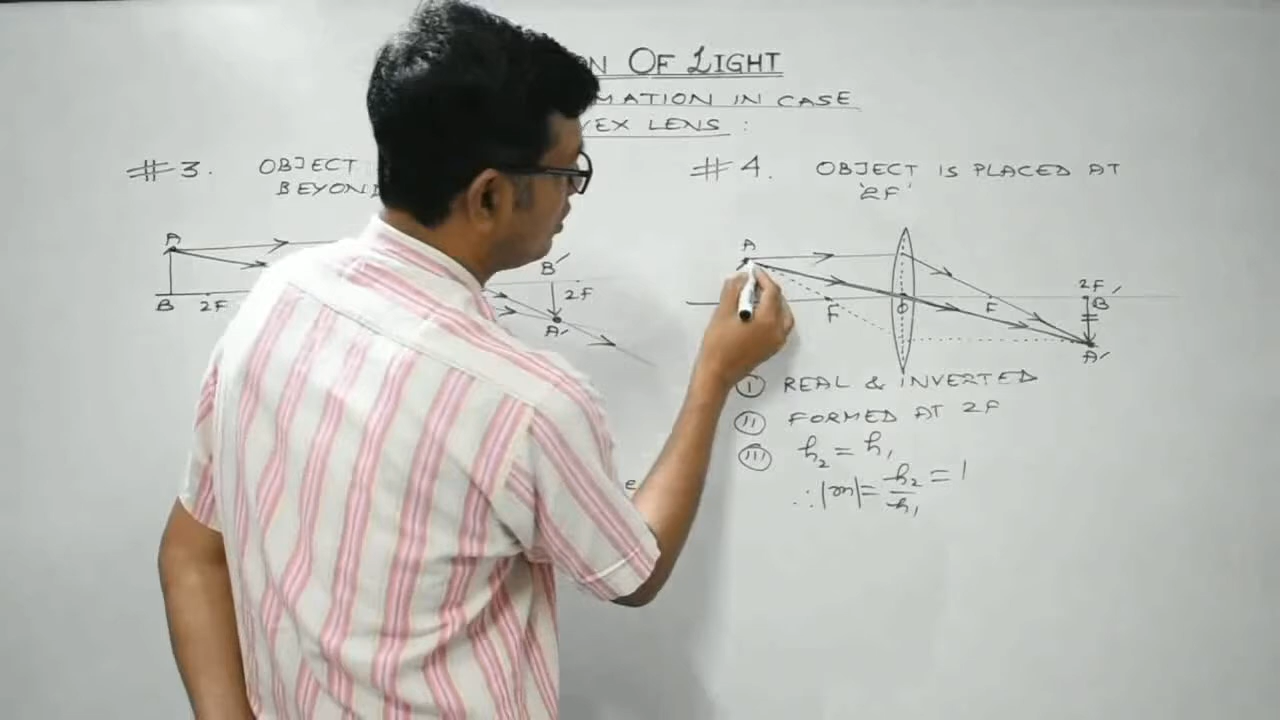 N OF LIGHT
MATION IN CASE
VEX LENS :
#3. OBJECT
BEYOND
A
B 2F
B′
2F
A′
e
#4. OBJECT IS PLACED AT
'2F'
A
F
O
F
2F′
B′
A′
(I) REAL & INVERTED
(II) FORMED AT 2F
(III) h₂ = h₁
∴ |m| = h₂/h₁ = 1